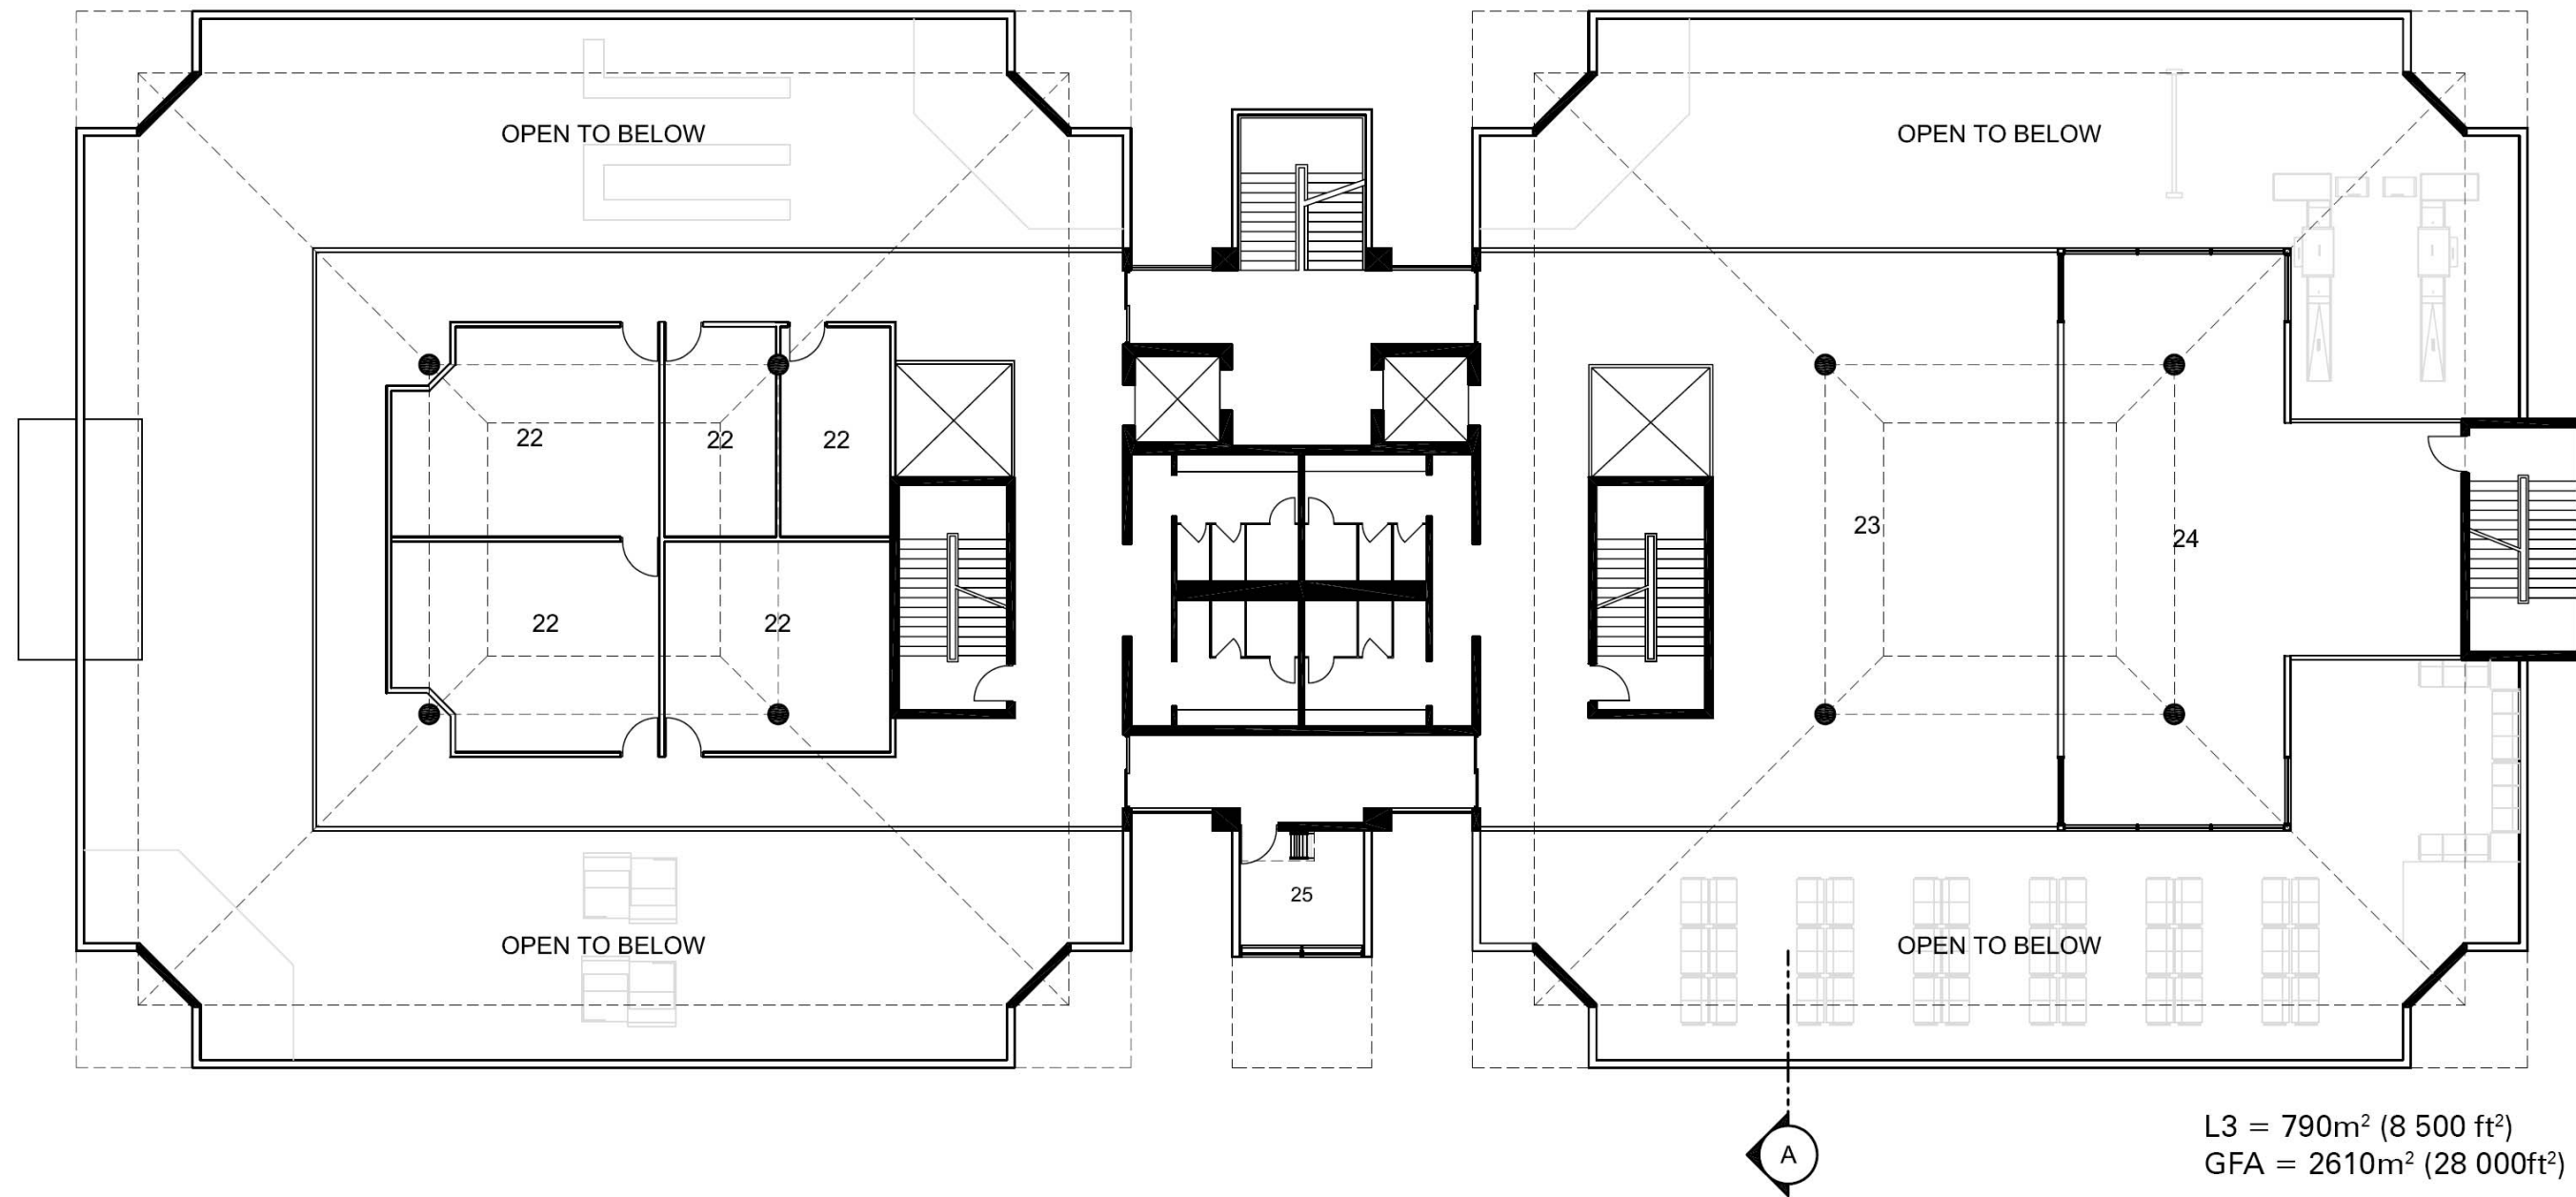 OPEN TO BELOW
OPEN TO BELOW
22
22
22
23
24
22
22
25
OPEN TO BELOW
OPEN TO BELOW
A
L3 = 790m² (8 500 ft²)
GFA = 2610m² (28 000ft²)